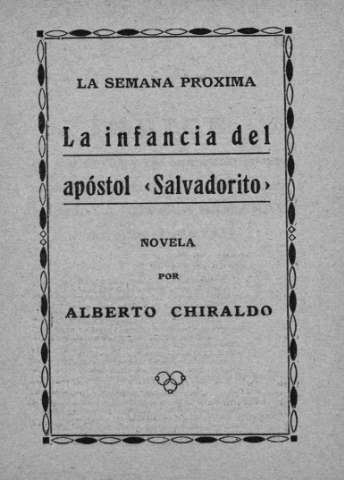 LA SEMANA PROXIMA
La infancia del
apóstol ‹Salvadorito›
NOVELA
POR
ALBERTO CHIRALDO